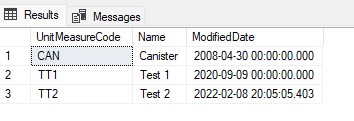 Results Messages
UnitMeasureCode Name ModifiedDate
1 CAN Canister 2008-04-30 00:00:00.000
2 TT1 Test 1 2020-09-09 00:00:00.000
3 TT2 Test 2 2022-02-08 20:05:05.403